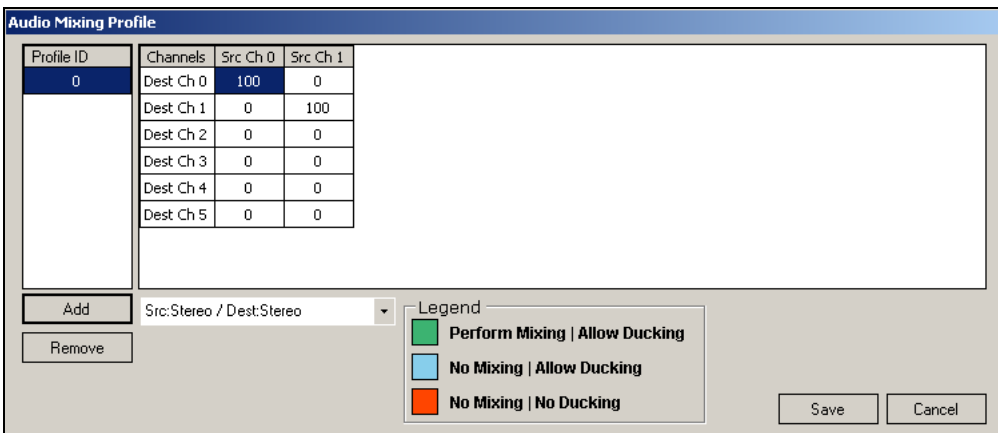 Audio Mixing Profile
Profile ID
0
Channels Src Ch 0 Src Ch 1
Dest Ch 0 100 0
Dest Ch 1 0 100
Dest Ch 2 0 0
Dest Ch 3 0 0
Dest Ch 4 0 0
Dest Ch 5 0 0
Add
Remove
Src:Stereo / Dest:Stereo
Legend
Perform Mixing | Allow Ducking
No Mixing | Allow Ducking
No Mixing | No Ducking
Save Cancel